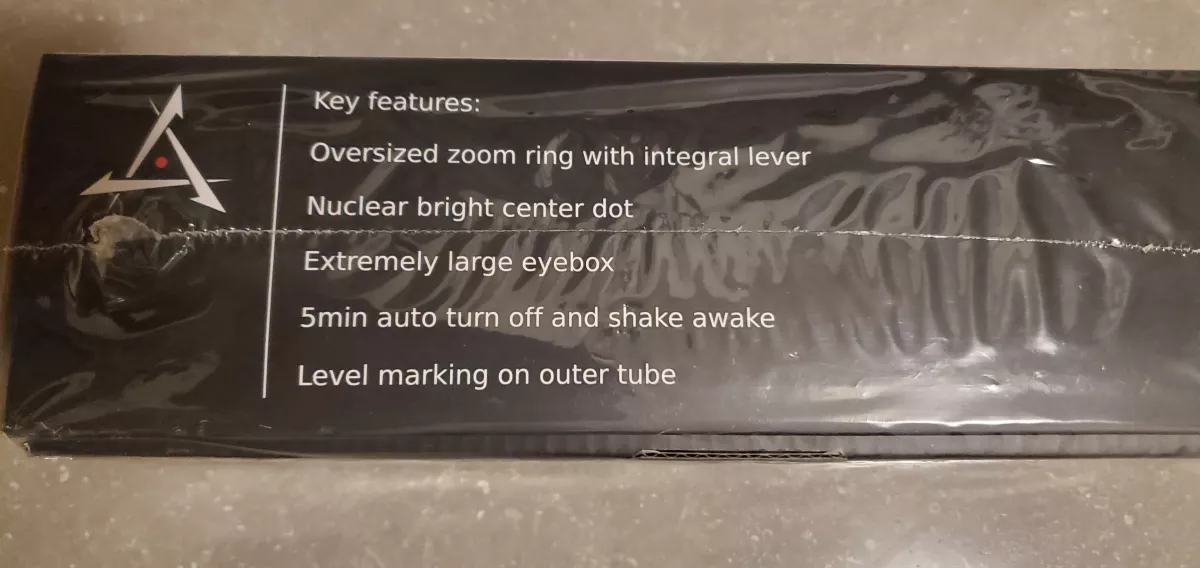 Key features:
Oversized zoom ring with integral lever
Nuclear bright center dot
Extremely large eyebox
5min auto turn off and shake awake
Level marking on outer tube